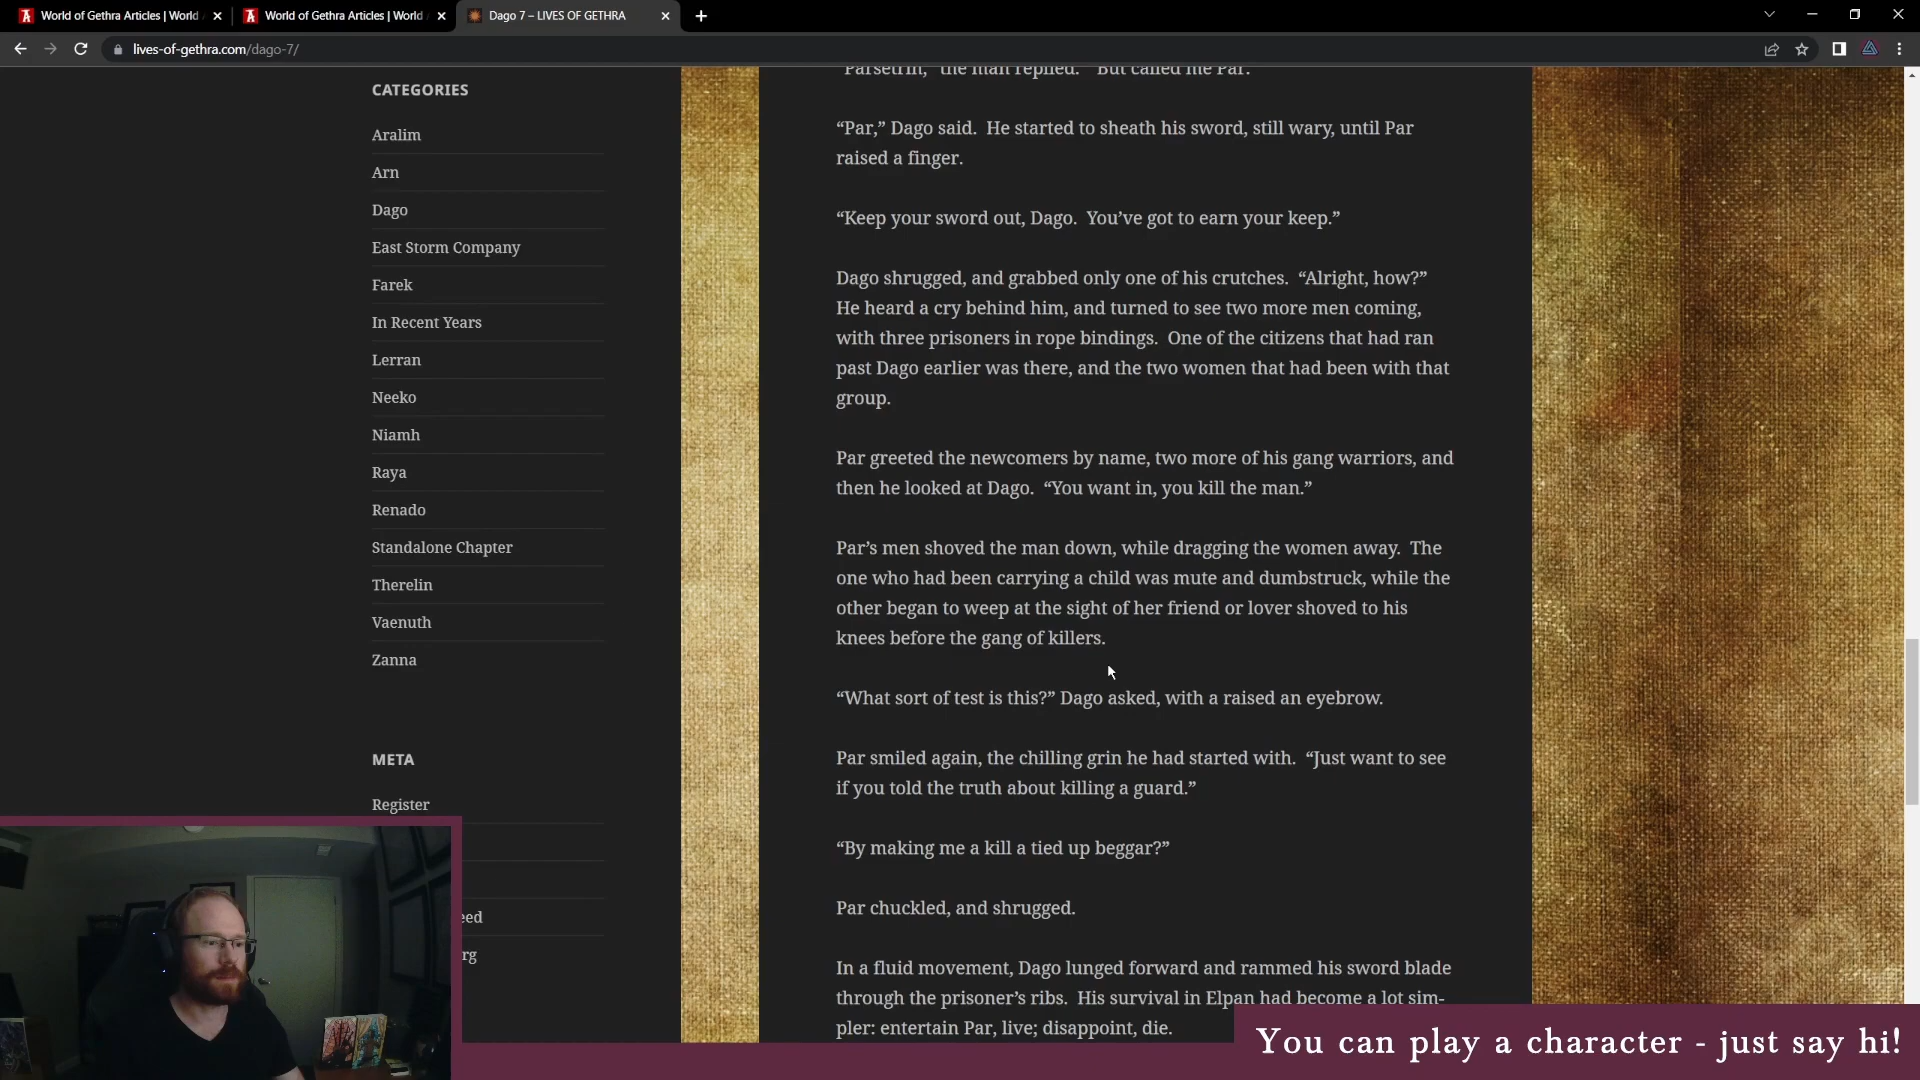 World of Gethra Articles | World
World of Gethra Articles | World
Dago 7 – LIVES OF GETHRA
lives-of-gethra.com/dago-7/
CATEGORIES
Aralim
Arn
Dago
East Storm Company
Farek
In Recent Years
Lerran
Neeko
Niamh
Raya
Renado
Standalone Chapter
Therelin
Vaenuth
Zanna
META
Register
eed
rg
“Parsetrin,” the man replied. “But called me Par.”
“Par,” Dago said. He started to sheath his sword, still wary, until Par
raised a finger.
“Keep your sword out, Dago. You’ve got to earn your keep.”
Dago shrugged, and grabbed only one of his crutches. “Alright, how?”
He heard a cry behind him, and turned to see two more men coming,
with three prisoners in rope bindings. One of the citizens that had ran
past Dago earlier was there, and the two women that had been with that
group.
Par greeted the newcomers by name, two more of his gang warriors, and
then he looked at Dago. “You want in, you kill the man.”
Par’s men shoved the man down, while dragging the women away. The
one who had been carrying a child was mute and dumbstruck, while the
other began to weep at the sight of her friend or lover shoved to his
knees before the gang of killers.
“What sort of test is this?” Dago asked, with a raised an eyebrow.
Par smiled again, the chilling grin he had started with. “Just want to see
if you told the truth about killing a guard.”
“By making me a kill a tied up beggar?”
Par chuckled, and shrugged.
In a fluid movement, Dago lunged forward and rammed his sword blade
through the prisoner’s ribs. His survival in Elpan had become a lot sim-
pler: entertain Par, live; disappoint, die.
You can play a character - just say hi!